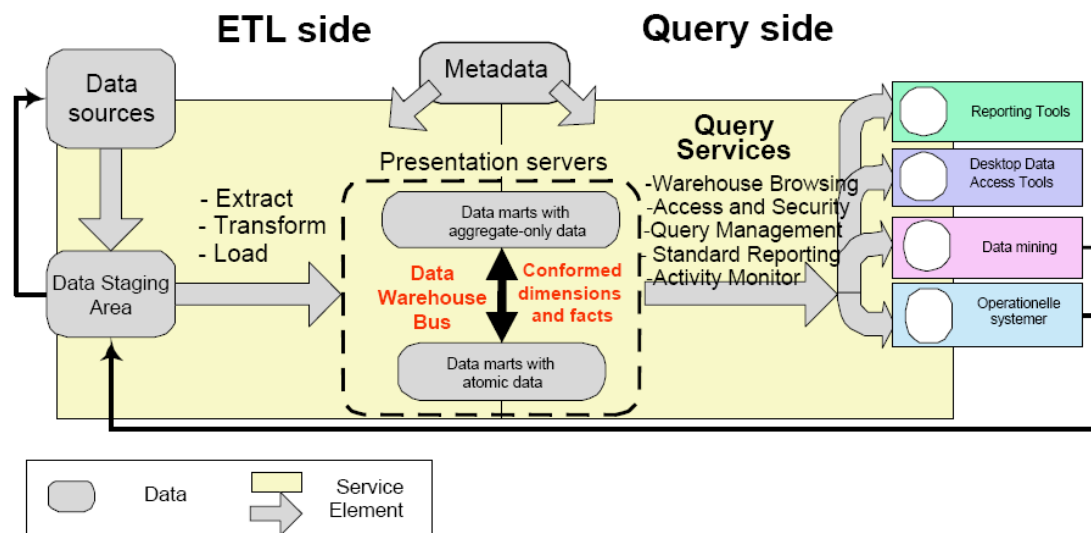 ETL side
Query side
Data
sources
Metadata
Query
Services
Reporting Tools
Presentation servers
-Warehouse Browsing
-Access and Security
-Query Management
-Standard Reporting
-Activity Monitor
Desktop Data
Access Tools
- Extract
- Transform
- Load
Data marts with
aggregate-only data
Data mining
Data Staging
Area
Data
Warehouse
Bus
Conformed
dimensions
and facts
Operationelle
systemer
Data marts with
atomic data
Data
Service
Element